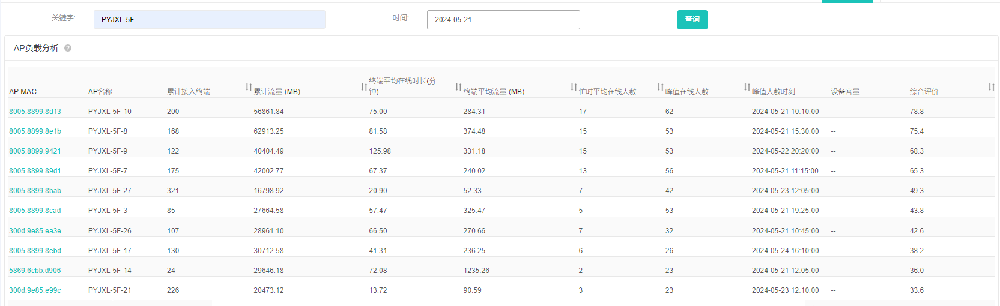 关键字: PYJXL-5F 时间: 2024-05-21 查询
AP负载分析 ?
AP MAC AP名称 累计接入终端 累计流量 (MB) 终端平均在线时长(分钟) 终端平均流量 (MB) 忙时平均在线人数 峰值在线人数 峰值人数时刻 设备容量 综合评价
8005.8899.8d13 PYJXL-5F-10 200 56861.84 75.00 284.31 17 62 2024-05-21 10:10:00 -- 78.8
8005.8899.8e1b PYJXL-5F-8 168 62913.25 81.58 374.48 15 53 2024-05-21 15:30:00 -- 75.4
8005.8899.9421 PYJXL-5F-9 122 40404.49 125.98 331.18 15 53 2024-05-22 20:20:00 -- 68.3
8005.8899.89d1 PYJXL-5F-7 175 42002.77 67.37 240.02 13 56 2024-05-21 11:15:00 -- 65.3
8005.8899.8bab PYJXL-5F-27 321 16798.92 20.90 52.33 7 42 2024-05-23 12:05:00 -- 49.3
8005.8899.8cad PYJXL-5F-3 85 27664.58 57.47 325.47 5 53 2024-05-21 19:25:00 -- 43.8
300d.9e85.ea3e PYJXL-5F-26 107 28961.10 66.50 270.66 7 32 2024-05-21 10:45:00 -- 42.6
8005.8899.8ebd PYJXL-5F-17 130 30712.58 41.31 236.25 6 26 2024-05-24 16:10:00 -- 38.2
5869.6cbb.d906 PYJXL-5F-14 24 29646.18 72.08 1235.26 2 23 2024-05-21 12:05:00 -- 36.0
300d.9e85.e99c PYJXL-5F-21 226 20473.12 13.72 90.59 3 23 2024-05-23 12:10:00 -- 33.6